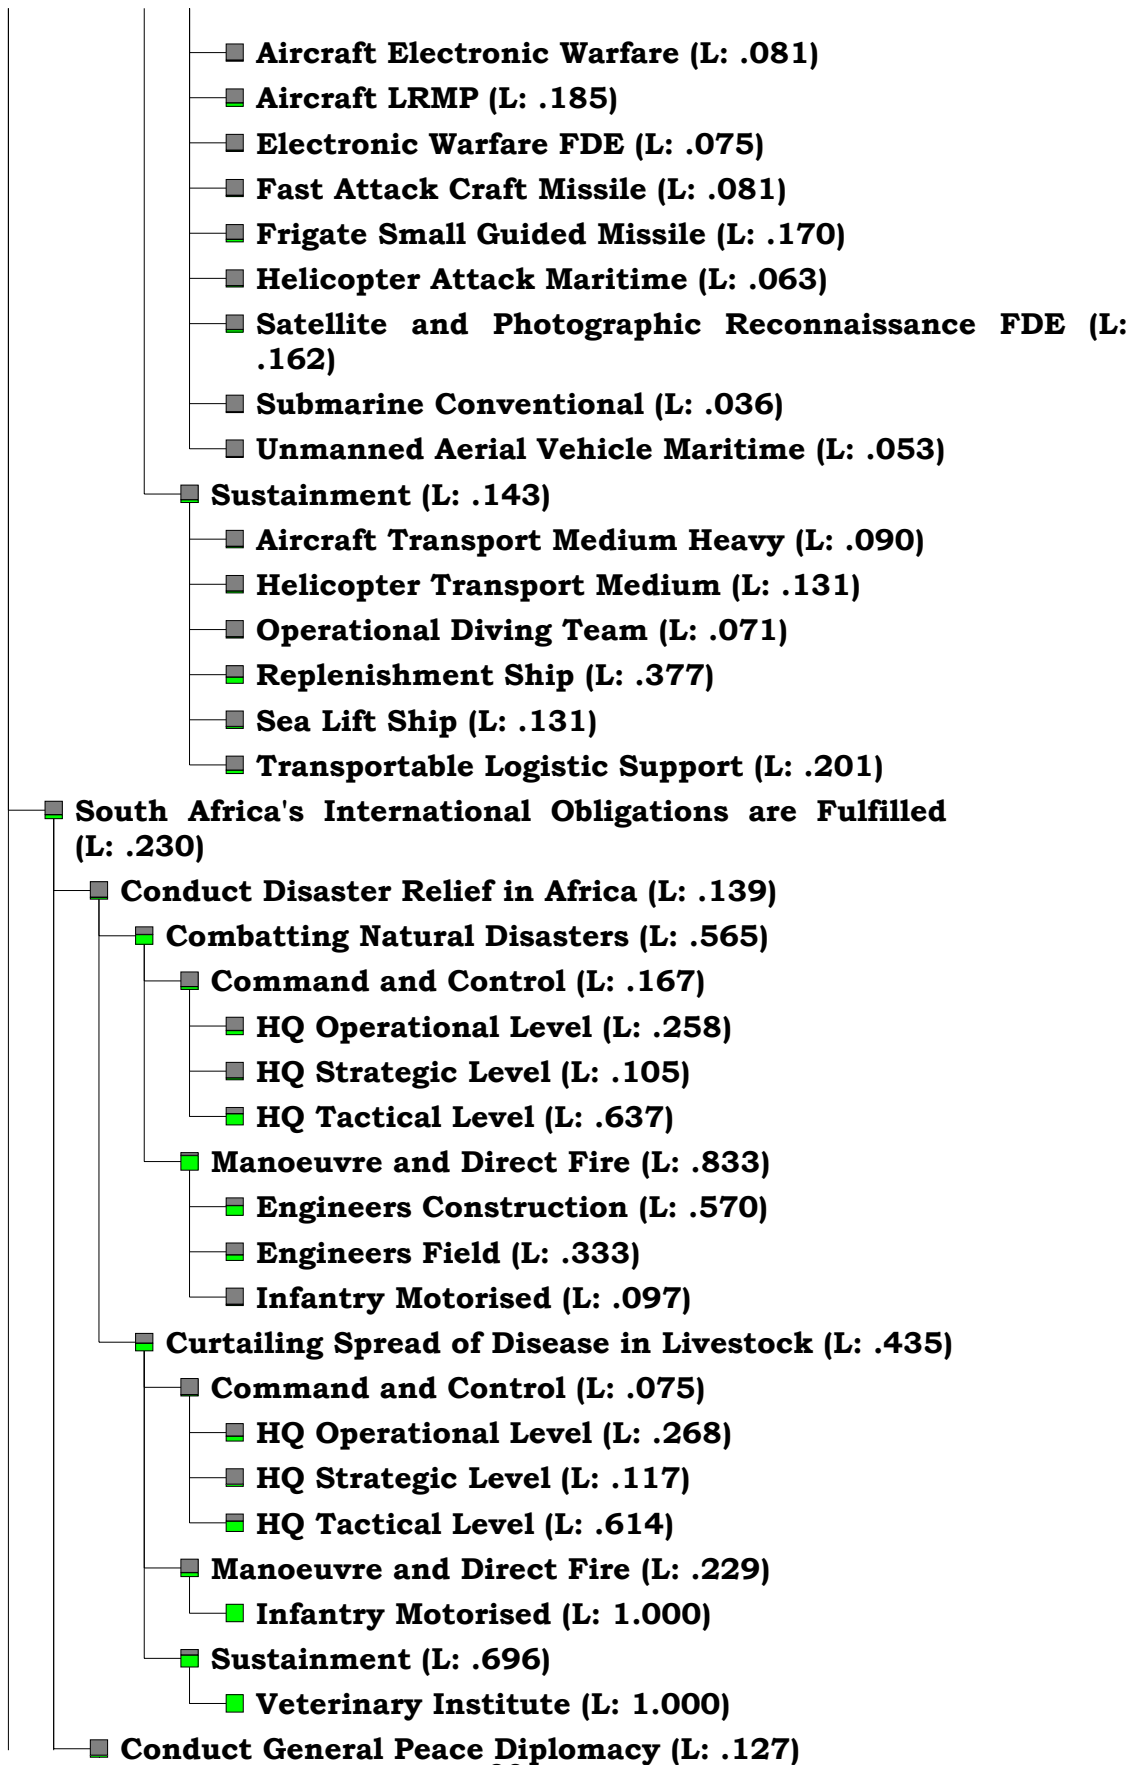 Aircraft Electronic Warfare (L: .081)
Aircraft LRMP (L: .185)
Electronic Warfare FDE (L: .075)
Fast Attack Craft Missile (L: .081)
Frigate Small Guided Missile (L: .170)
Helicopter Attack Maritime (L: .063)
Satellite and Photographic Reconnaissance FDE (L:
.162)
Submarine Conventional (L: .036)
Unmanned Aerial Vehicle Maritime (L: .053)
Sustainment (L: .143)
Aircraft Transport Medium Heavy (L: .090)
Helicopter Transport Medium (L: .131)
Operational Diving Team (L: .071)
Replenishment Ship (L: .377)
Sea Lift Ship (L: .131)
Transportable Logistic Support (L: .201)
South Africa's International Obligations are Fulfilled
(L: .230)
Conduct Disaster Relief in Africa (L: .139)
Combatting Natural Disasters (L: .565)
Command and Control (L: .167)
HQ Operational Level (L: .258)
HQ Strategic Level (L: .105)
HQ Tactical Level (L: .637)
Manoeuvre and Direct Fire (L: .833)
Engineers Construction (L: .570)
Engineers Field (L: .333)
Infantry Motorised (L: .097)
Curtailing Spread of Disease in Livestock (L: .435)
Command and Control (L: .075)
HQ Operational Level (L: .268)
HQ Strategic Level (L: .117)
HQ Tactical Level (L: .614)
Manoeuvre and Direct Fire (L: .229)
Infantry Motorised (L: 1.000)
Sustainment (L: .696)
Veterinary Institute (L: 1.000)
Conduct General Peace Diplomacy (L: .127)